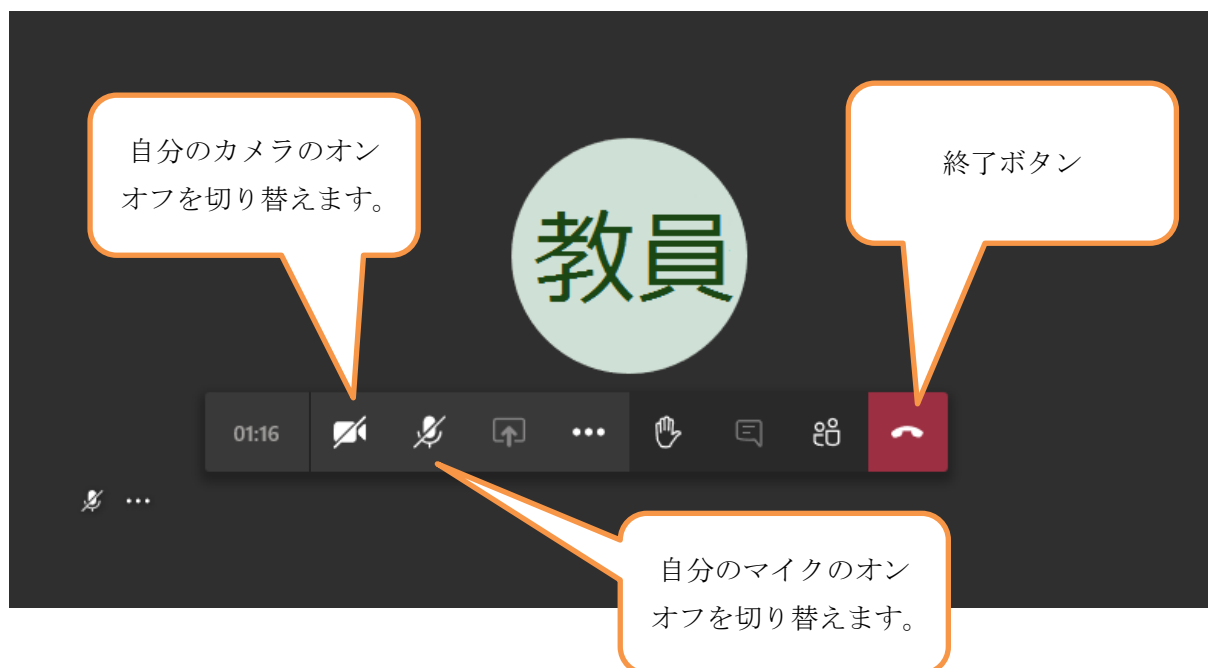 自分のカメラのオン
オフを切り替えます。
終了ボタン
教員
01:16
自分のマイクのオン
オフを切り替えます。